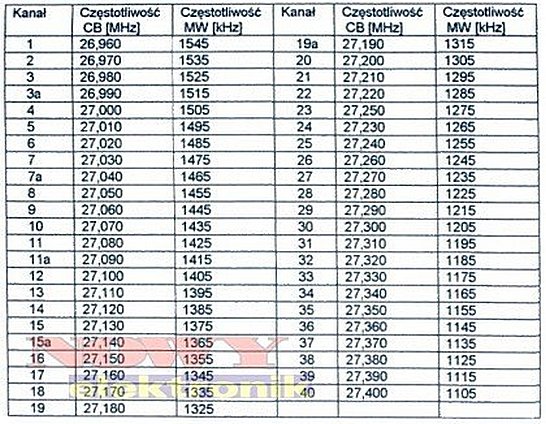 Kanał Częstotliwość CB [MHz] Częstotliwość MW [kHz] Kanał Częstotliwość CB [MHz] Częstotliwość MW [kHz]
1 26,960 1545 19a 27,190 1315
2 26,970 1535 20 27,200 1305
3 26,980 1525 21 27,210 1295
3a 26,990 1515 22 27,220 1285
4 27,000 1505 23 27,250 1275
5 27,010 1495 24 27,230 1265
6 27,020 1485 25 27,240 1255
7 27,030 1475 26 27,260 1245
7a 27,040 1465 27 27,270 1235
8 27,050 1455 28 27,280 1225
9 27,060 1445 29 27,290 1215
10 27,070 1435 30 27,300 1205
11 27,080 1425 31 27,310 1195
11a 27,090 1415 32 27,320 1185
12 27,100 1405 33 27,330 1175
13 27,110 1395 34 27,340 1165
14 27,120 1385 35 27,350 1155
15 27,130 1375 36 27,360 1145
15a 27,140 1365 37 27,370 1135
16 27,150 1355 38 27,380 1125
17 27,160 1345 39 27,390 1115
18 27,170 1335 40 27,400 1105
19 27,180 1325
NOWY
elektronik